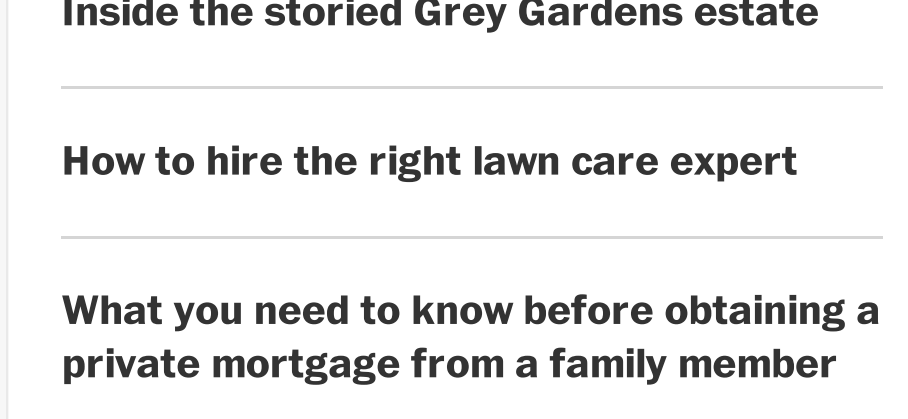 Inside the storied Grey Gardens estate
How to hire the right lawn care expert
What you need to know before obtaining a
private mortgage from a family member